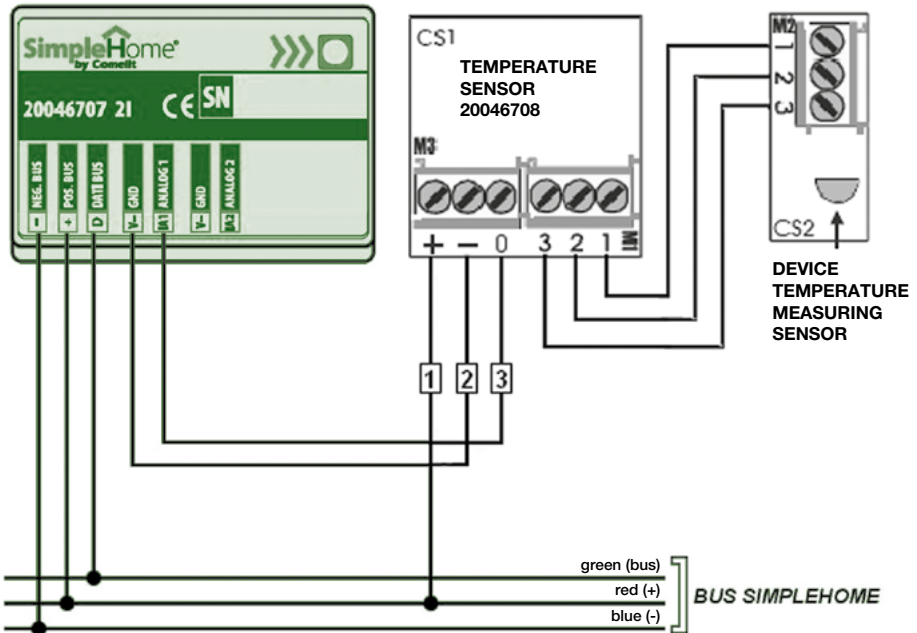 SimpleHome®
by Comelit
20046707 2I CE SN
NEG. BUS
POS. BUS
DATI BUS
GND
ANALOG 1
GND
ANALOG 2
–
+
D
V–
IA1
V–
IA2
CS1
TEMPERATURE
SENSOR
20046708
M3
+ – 0 3 2 1 M1
M2
1
2
3
CS2
DEVICE
TEMPERATURE
MEASURING
SENSOR
1 2 3
green (bus)
red (+)
blue (-)
BUS SIMPLEHOME